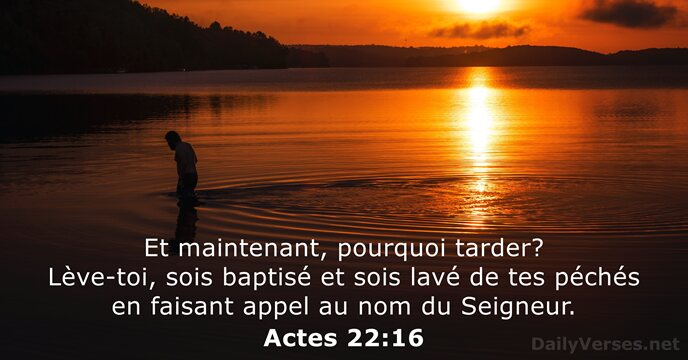 Et maintenant, pourquoi tarder?
Lève-toi, sois baptisé et sois lavé de tes péchés
en faisant appel au nom du Seigneur.
Actes 22:16
DailyVerses.net